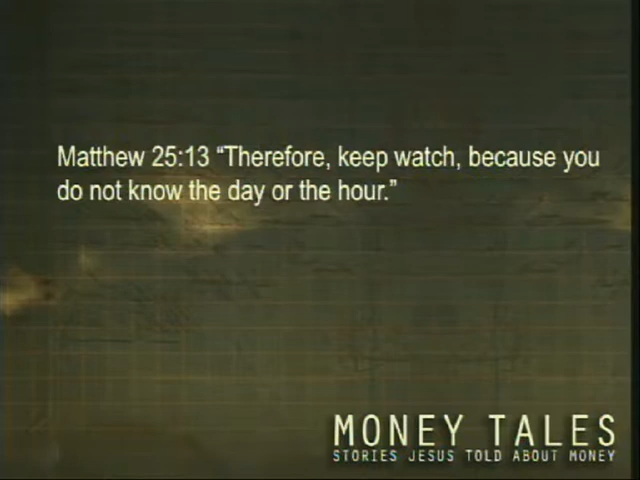 Matthew 25:13 “Therefore, keep watch, because you
do not know the day or the hour.”
MONEY TALES
STORIES JESUS TOLD ABOUT MONEY